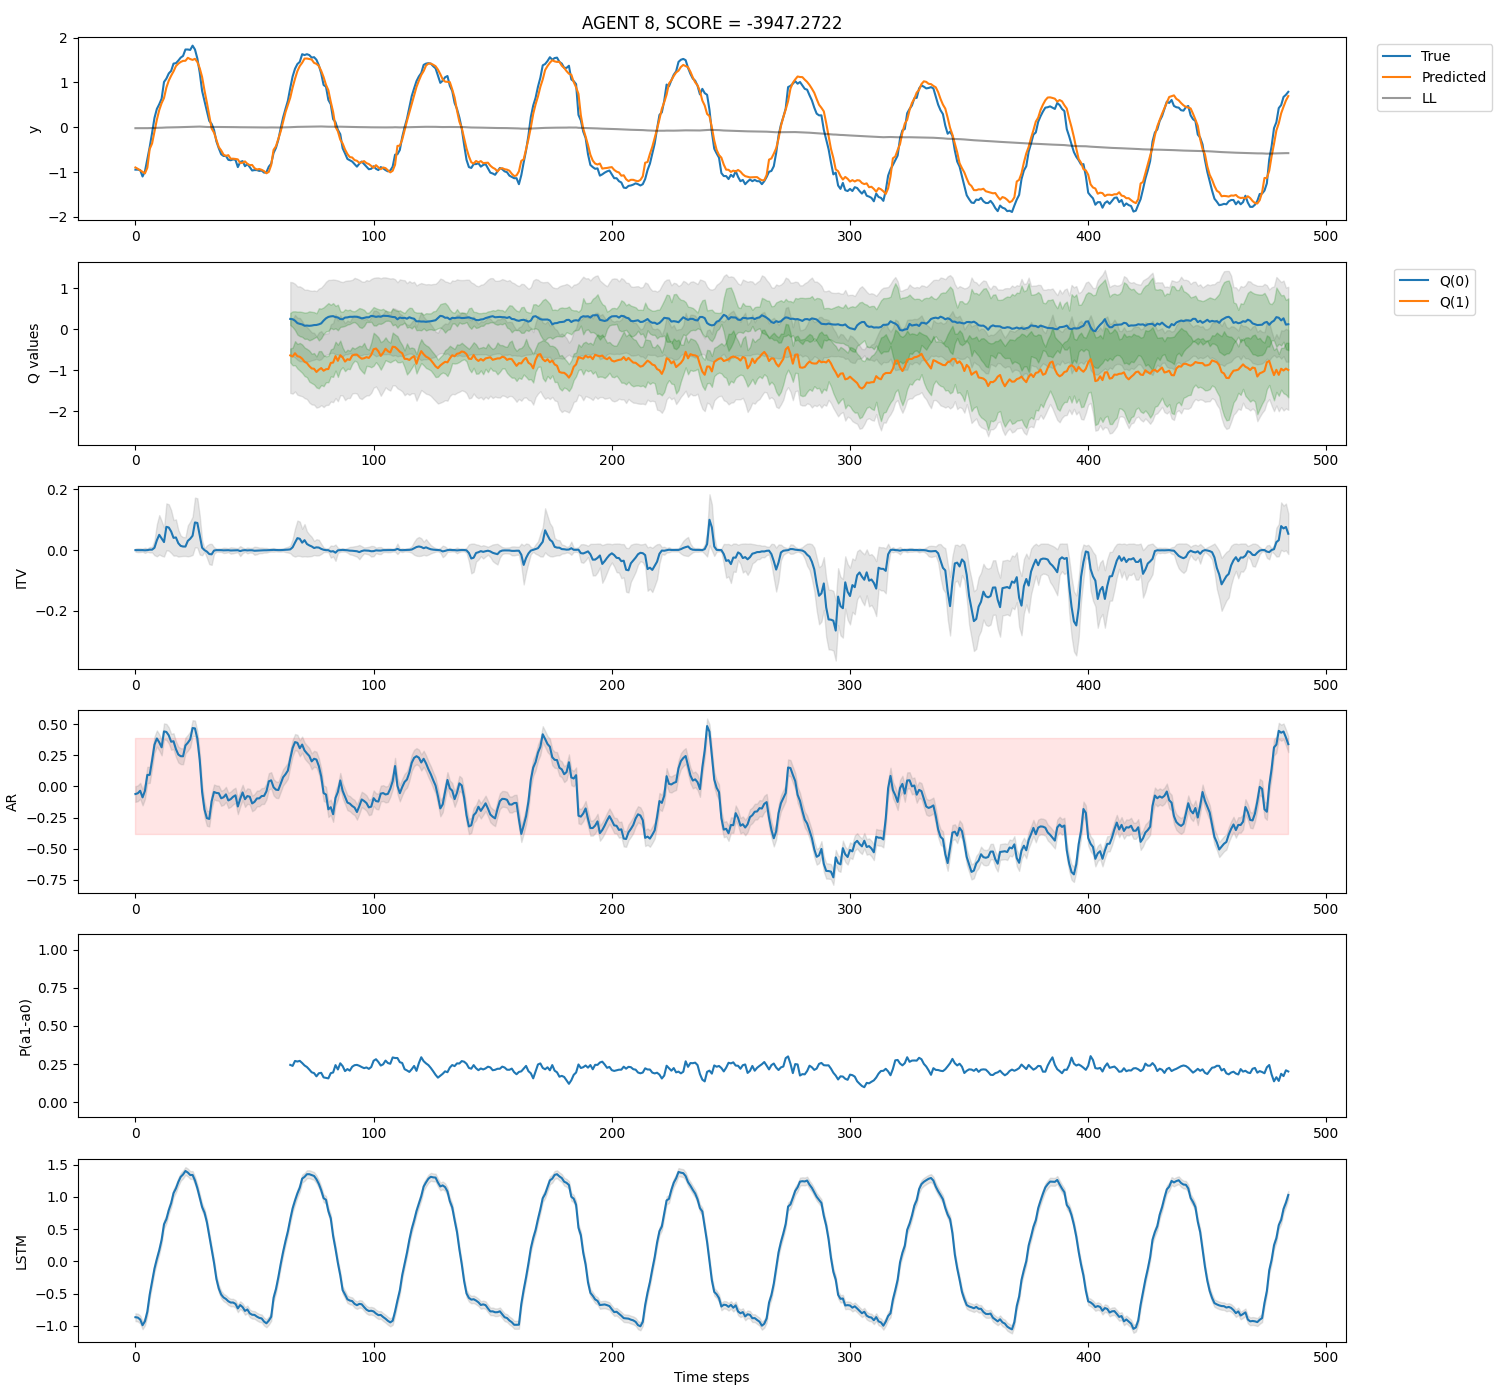 AGENT 8, SCORE = -3947.2722
2
1
0
−1
−2
y
0 100 200 300 400 500
True
Predicted
LL
1
0
−1
−2
Q values
0 100 200 300 400 500
Q(0)
Q(1)
0.2
0.0
−0.2
ITV
0 100 200 300 400 500
0.50
0.25
0.00
−0.25
−0.50
−0.75
AR
0 100 200 300 400 500
1.00
0.75
0.50
0.25
0.00
P(a1-a0)
0 100 200 300 400 500
1.5
1.0
0.5
0.0
−0.5
−1.0
LSTM
0 100 200 300 400 500
Time steps